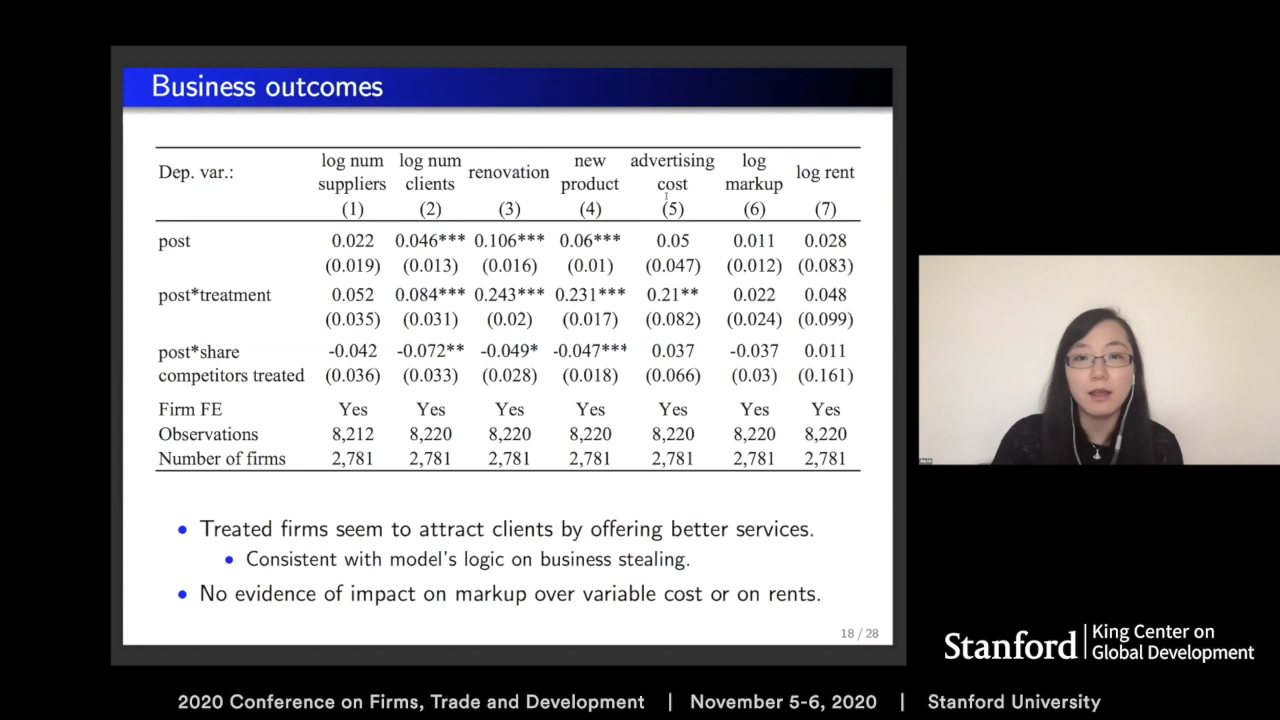 Business outcomes
Dep. var.: log num suppliers log num clients renovation new product advertising cost log markup log rent
(1) (2) (3) (4) (5) (6) (7)
post 0.022 0.046*** 0.106*** 0.06*** 0.05 0.011 0.028
(0.019) (0.013) (0.016) (0.01) (0.047) (0.012) (0.083)
post*treatment 0.052 0.084*** 0.243*** 0.231*** 0.21** 0.022 0.048
(0.035) (0.031) (0.02) (0.017) (0.082) (0.024) (0.099)
post*share -0.042 -0.072** -0.049* -0.047*** 0.037 -0.037 0.011
competitors treated (0.036) (0.033) (0.028) (0.018) (0.066) (0.03) (0.161)
Firm FE Yes Yes Yes Yes Yes Yes Yes
Observations 8,212 8,220 8,220 8,220 8,220 8,220 8,220
Number of firms 2,781 2,781 2,781 2,781 2,781 2,781 2,781
• Treated firms seem to attract clients by offering better services.
• Consistent with model's logic on business stealing.
• No evidence of impact on markup over variable cost or on rents.
18 / 28
Stanford | King Center on
Global Development
2020 Conference on Firms, Trade and Development | November 5-6, 2020 | Stanford University